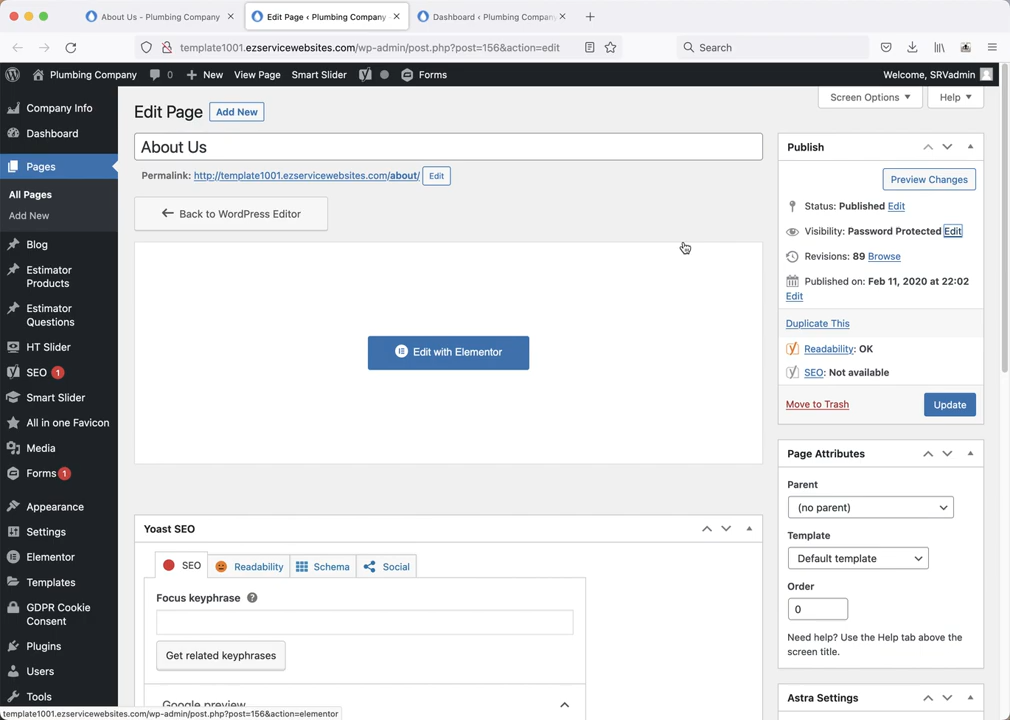 About Us - Plumbing Company
Edit Page ‹ Plumbing Company
Dashboard ‹ Plumbing Company
template1001.ezservicewebsites.com/wp-admin/post.php?post=156&action=edit
Search
Plumbing Company
0
New
View Page
Smart Slider
Forms
Welcome, SRVadmin
Company Info
Dashboard
Pages
All Pages
Add New
Blog
Estimator
Products
Estimator
Questions
HT Slider
SEO 1
Smart Slider
All in one Favicon
Media
Forms 1
Appearance
Settings
Elementor
Templates
GDPR Cookie
Consent
Plugins
Users
Tools
Screen Options
Help
Edit Page
Add New
About Us
Permalink: http://template1001.ezservicewebsites.com/about/ Edit
Back to WordPress Editor
Edit with Elementor
Yoast SEO
SEO
Readability
Schema
Social
Focus keyphrase ?
Get related keyphrases
Google preview
Publish
Preview Changes
Status: Published Edit
Visibility: Password Protected Edit
Revisions: 89 Browse
Published on: Feb 11, 2020 at 22:02
Edit
Duplicate This
Readability: OK
SEO: Not available
Move to Trash
Update
Page Attributes
Parent
(no parent)
Template
Default template
Order
0
Need help? Use the Help tab above the
screen title.
Astra Settings
template1001.ezservicewebsites.com/wp-admin/post.php?post=156&action=elementor